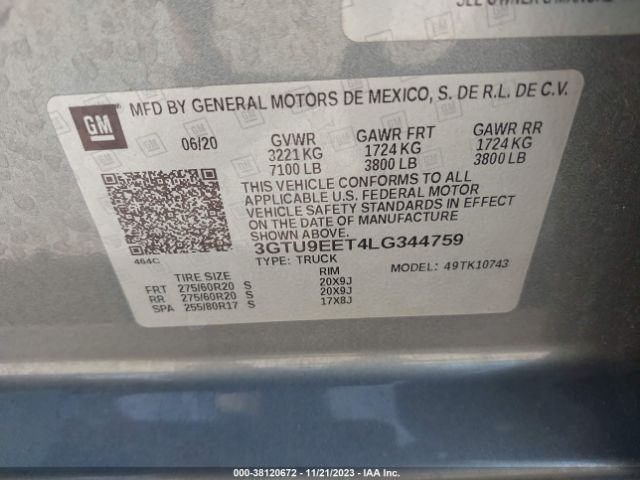 SEE OWNER'S MANUAL
GM
MFD BY GENERAL MOTORS DE MEXICO, S. DE R.L. DE C.V.
06/20 GVWR GAWR FRT GAWR RR
3221 KG 1724 KG 1724 KG
7100 LB 3800 LB 3800 LB
THIS VEHICLE CONFORMS TO ALL
APPLICABLE U.S. FEDERAL MOTOR
VEHICLE SAFETY STANDARDS IN EFFECT
ON THE DATE OF MANUFACTURE
SHOWN ABOVE.
3GTU9EET4LG344759
464C
TYPE: TRUCK MODEL: 49TK10743
TIRE SIZE RIM
FRT 275/60R20 S 20X9J
RR 275/60R20 S 20X9J
SPA 255/80R17 S 17X8J
000-38120672 - 11/21/2023 - IAA Inc.